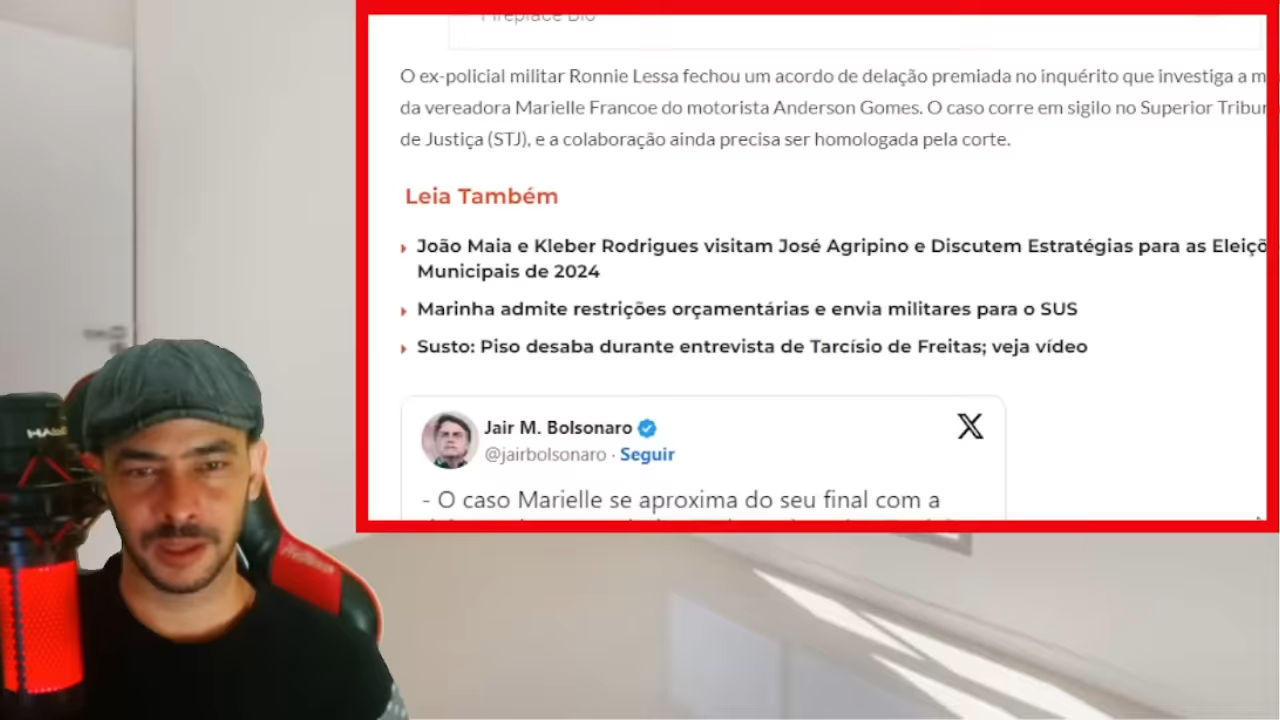 Fireplace Bio
O ex-policial militar Ronnie Lessa fechou um acordo de delação premiada no inquérito que investiga a m
da vereadora Marielle Francoe do motorista Anderson Gomes. O caso corre em sigilo no Superior Tribu
de Justiça (STJ), e a colaboração ainda precisa ser homologada pela corte.
Leia Também
João Maia e Kleber Rodrigues visitam José Agripino e Discutem Estratégias para as Eleiçõ
Municipais de 2024
Marinha admite restrições orçamentárias e envia militares para o SUS
Susto: Piso desaba durante entrevista de Tarcísio de Freitas; veja vídeo
Jair M. Bolsonaro
@jairbolsonaro · Seguir
- O caso Marielle se aproxima do seu final com a